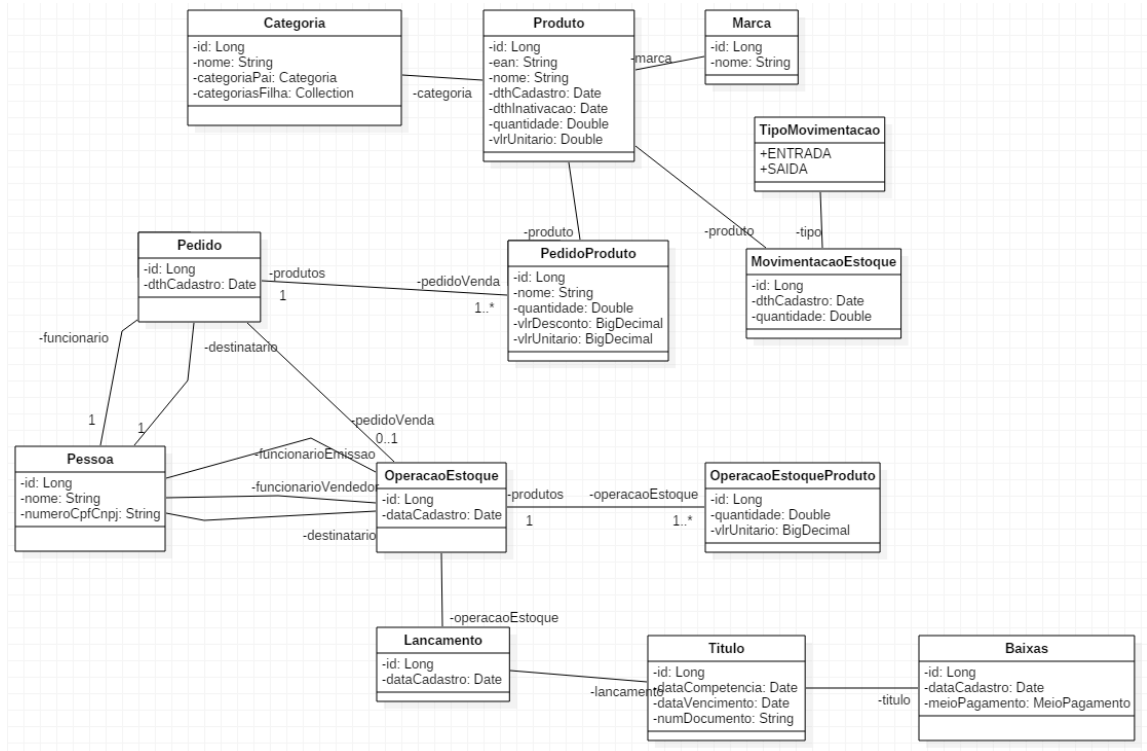 Categoria
-id: Long
-nome: String
-categoriaPai: Categoria
-categoriasFilha: Collection
-categoria
Produto
-id: Long
-ean: String
-nome: String
-dthCadastro: Date
-dthInativacao: Date
-quantidade: Double
-vlrUnitario: Double
-marca
Marca
-id: Long
-nome: String
TipoMovimentacao
+ENTRADA
+SAIDA
-produto
-produto
-tipo
Pedido
-id: Long
-dthCadastro: Date
-produtos
1
-pedidoVenda
1..*
PedidoProduto
-id: Long
-nome: String
-quantidade: Double
-vlrDesconto: BigDecimal
-vlrUnitario: BigDecimal
MovimentacaoEstoque
-id: Long
-dthCadastro: Date
-quantidade: Double
-funcionario
-destinatario
1
1
-pedidoVenda
0..1
Pessoa
-id: Long
-nome: String
-numeroCpfCnpj: String
-funcionarioEmissao
-funcionarioVendedor
-destinatario
OperacaoEstoque
-id: Long
-dataCadastro: Date
-produtos
1
-operacaoEstoque
1..*
OperacaoEstoqueProduto
-id: Long
-quantidade: Double
-vlrUnitario: BigDecimal
-operacaoEstoque
Lancamento
-id: Long
-dataCadastro: Date
-lancamento
Titulo
-id: Long
-dataCompetencia: Date
-dataVencimento: Date
-numDocumento: String
-titulo
Baixas
-id: Long
-dataCadastro: Date
-meioPagamento: MeioPagamento